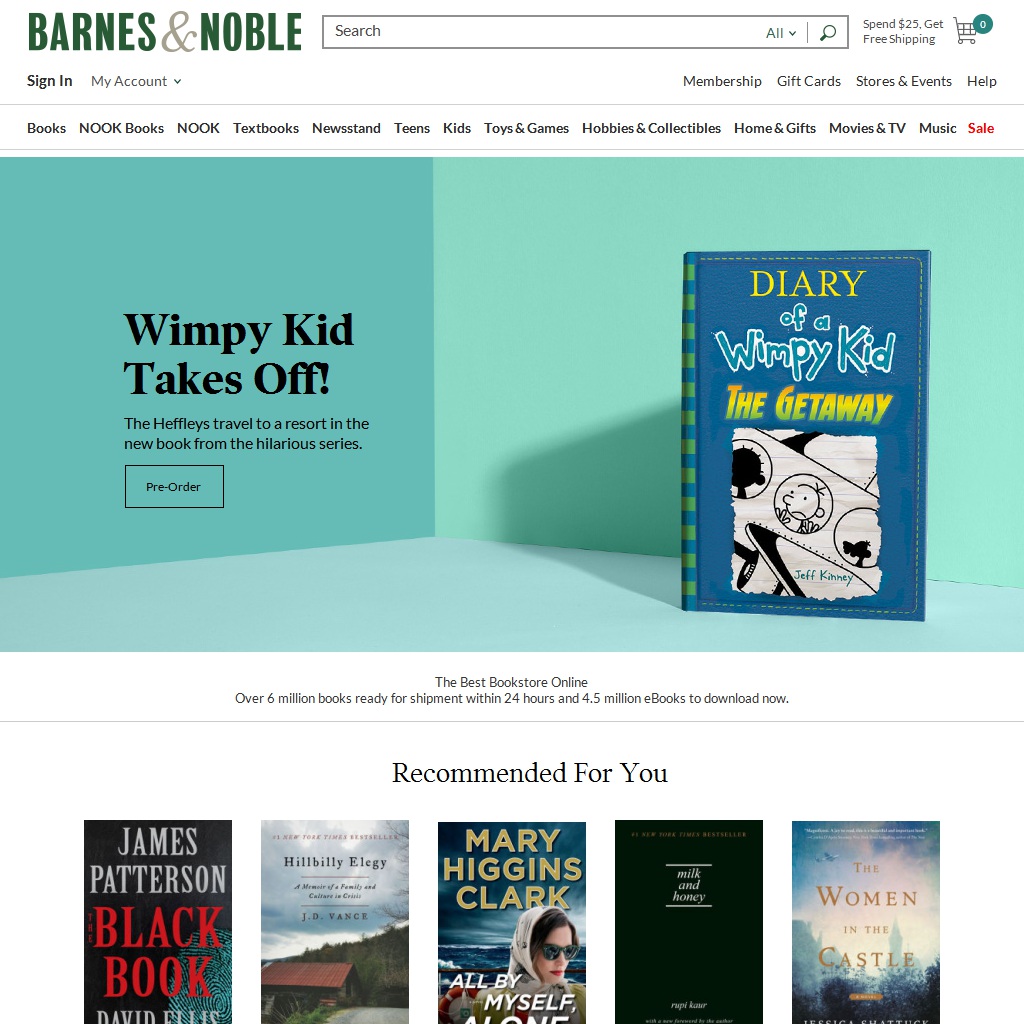 BARNES & NOBLE
Search
All
Spend $25, Get
Free Shipping
0
Sign In
My Account
Membership
Gift Cards
Stores & Events
Help
Books
NOOK Books
NOOK
Textbooks
Newsstand
Teens
Kids
Toys & Games
Hobbies & Collectibles
Home & Gifts
Movies & TV
Music
Sale
Wimpy Kid
Takes Off!
The Heffleys travel to a resort in the
new book from the hilarious series.
Pre-Order
DIARY
of a
Wimpy Kid
THE GETAWAY
Jeff Kinney
The Best Bookstore Online
Over 6 million books ready for shipment within 24 hours and 4.5 million eBooks to download now.
Recommended For You
JAMES
PATTERSON
THE
BLACK
BOOK
DAVID ELLIS
#1 NEW YORK TIMES BESTSELLER
Hillbilly Elegy
A Memoir of a Family and
Culture in Crisis
J.D. VANCE
MARY
HIGGINS
CLARK
ALL BY
MYSELF,
ALONE
#1 NEW YORK TIMES BESTSELLER
milk
and
honey
rupi kaur
with a new foreword by the author
THE
WOMEN
IN THE
CASTLE
A NOVEL
JESSICA SHATTUCK